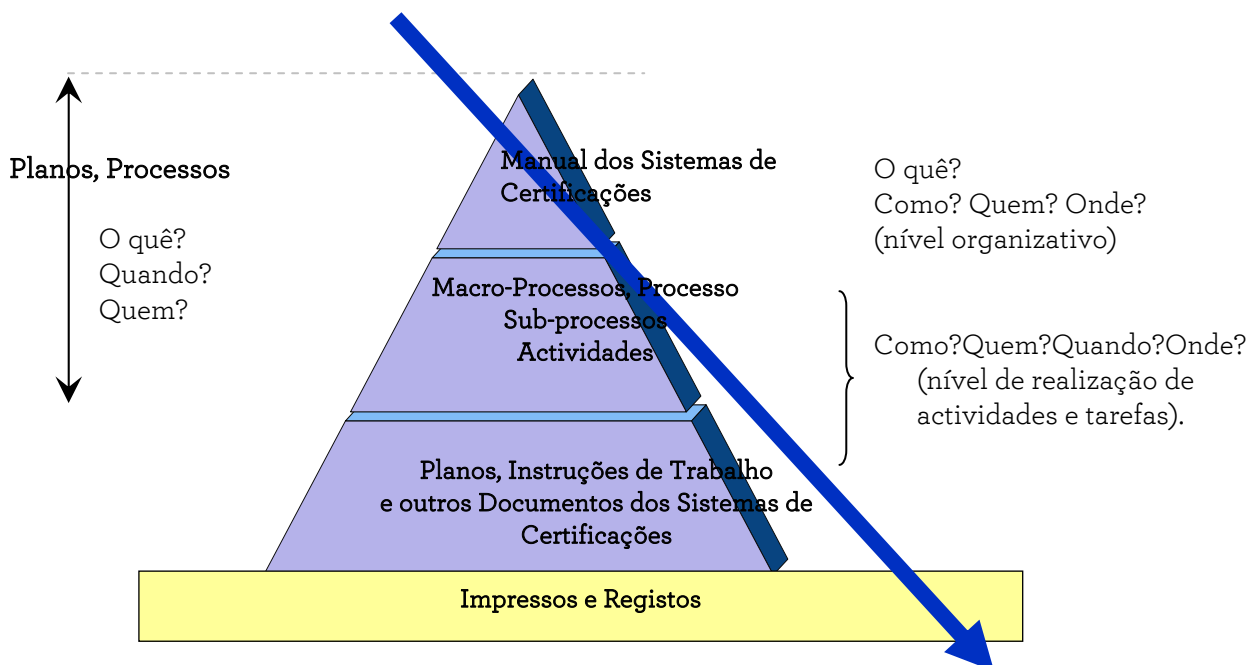 Planos, Processos
O quê?
Quando?
Quem?
Manual dos Sistemas de
Certificações
O quê?
Como? Quem? Onde?
(nível organizativo)
Macro-Processos, Processo
Sub-processos
Actividades
Como?Quem?Quando?Onde?
(nível de realização de
actividades e tarefas).
Planos, Instruções de Trabalho
e outros Documentos dos Sistemas de
Certificações
Impressos e Registos